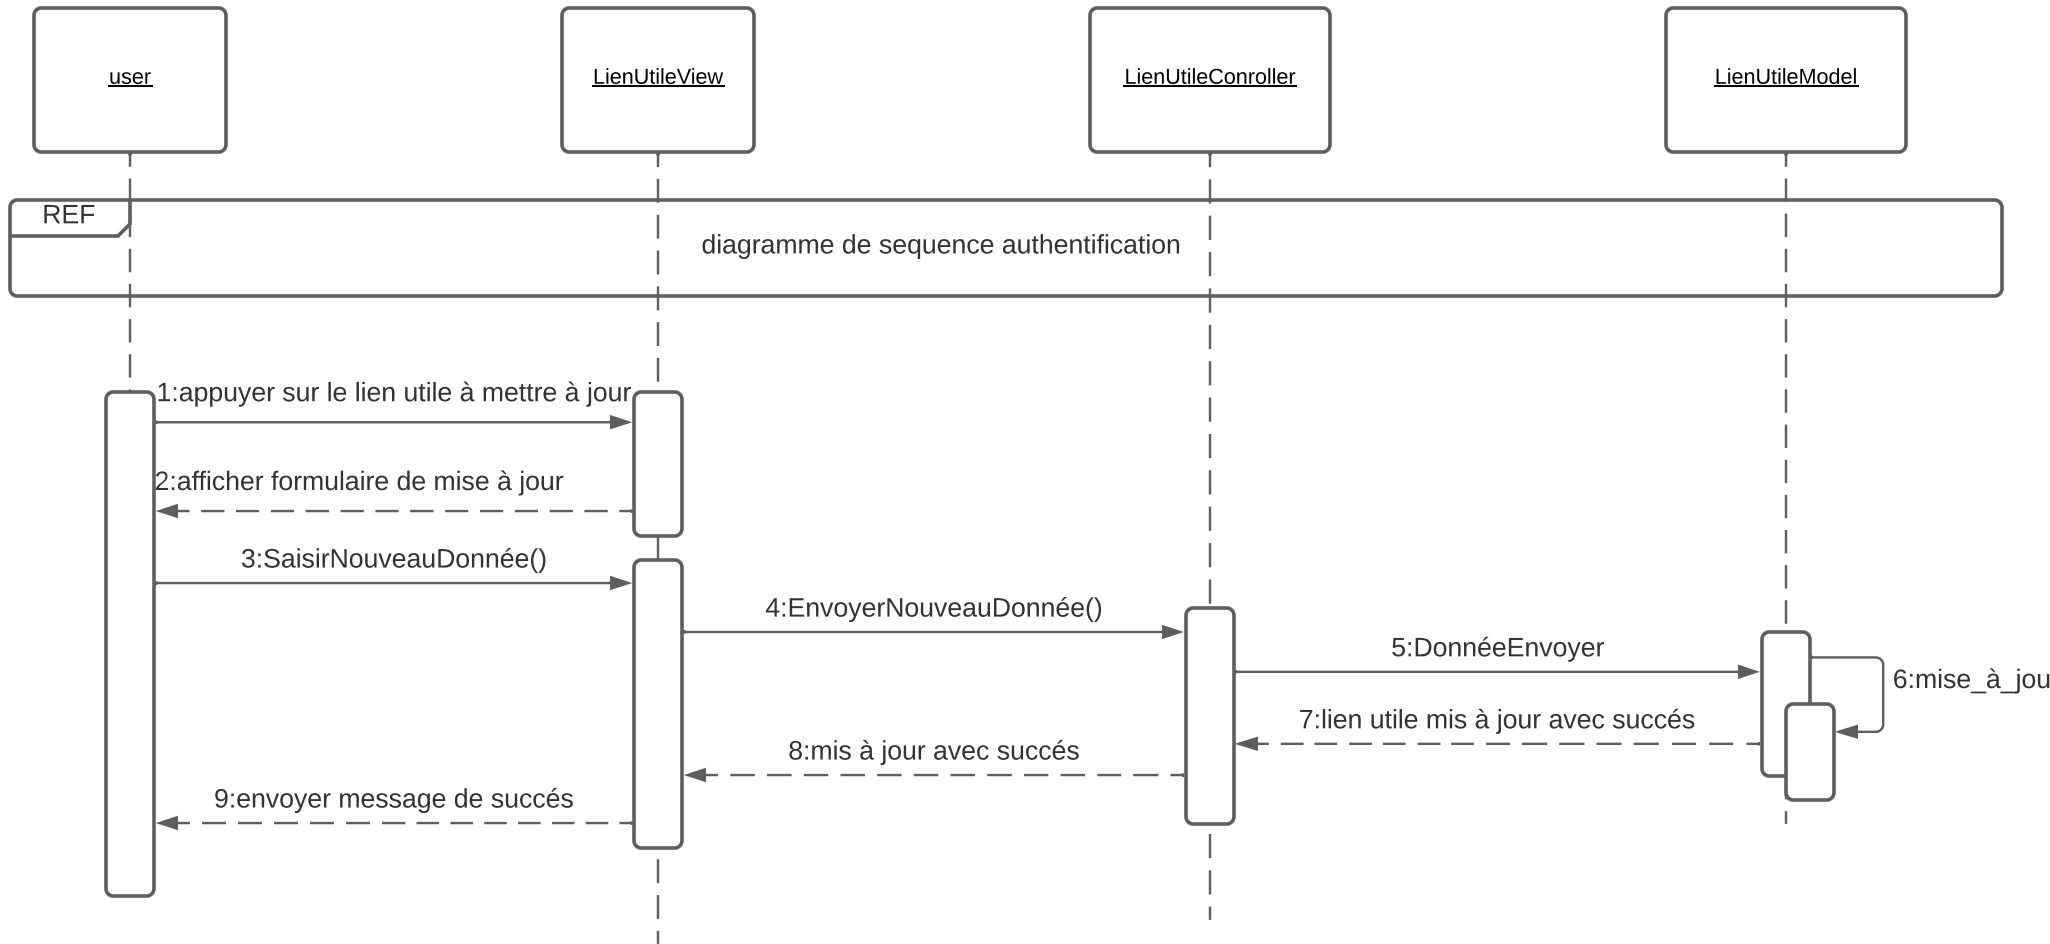 user
LienUtileView
LienUtileConroller
LienUtileModel
REF
diagramme de sequence authentification
1:appuyer sur le lien utile à mettre à jour
2:afficher formulaire de mise à jour
3:SaisirNouveauDonnée()
4:EnvoyerNouveauDonnée()
5:DonnéeEnvoyer
6:mise_à_jou
7:lien utile mis à jour avec succés
8:mis à jour avec succés
9:envoyer message de succés